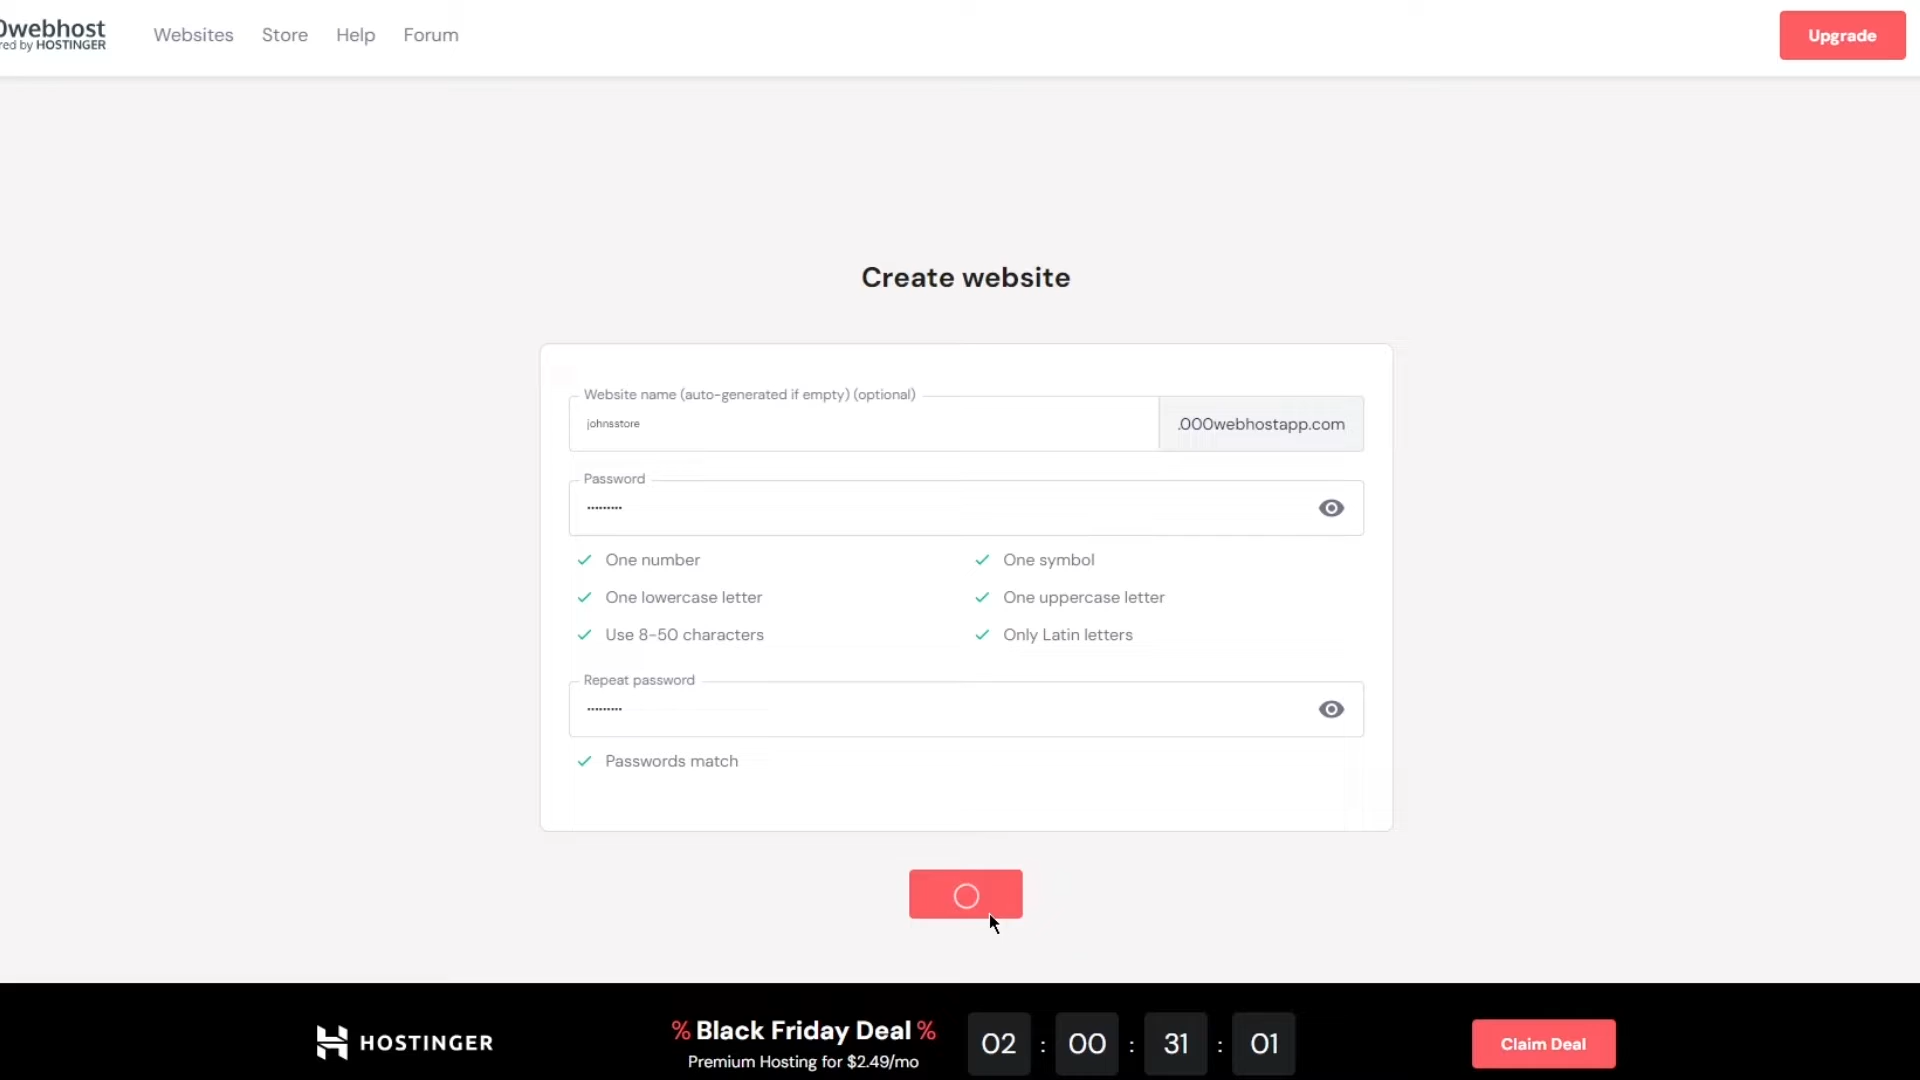 0webhost
red by HOSTINGER
Websites Store Help Forum
Upgrade
Create website
Website name (auto-generated if empty) (optional)
johnsstore
.000webhostapp.com
Password
•••••••••
One number
One symbol
One lowercase letter
One uppercase letter
Use 8-50 characters
Only Latin letters
Repeat password
•••••••••
Passwords match
HOSTINGER
% Black Friday Deal %
Premium Hosting for $2.49/mo
02 : 00 : 31 : 01
Claim Deal